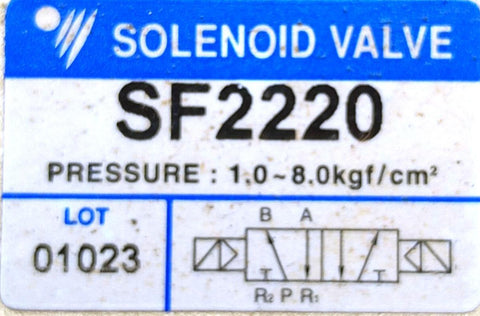 SOLENOID VALVE
SF2220
PRESSURE : 1.0~8.0kgf/cm²
LOT
01023
B A
R₂ P R₁